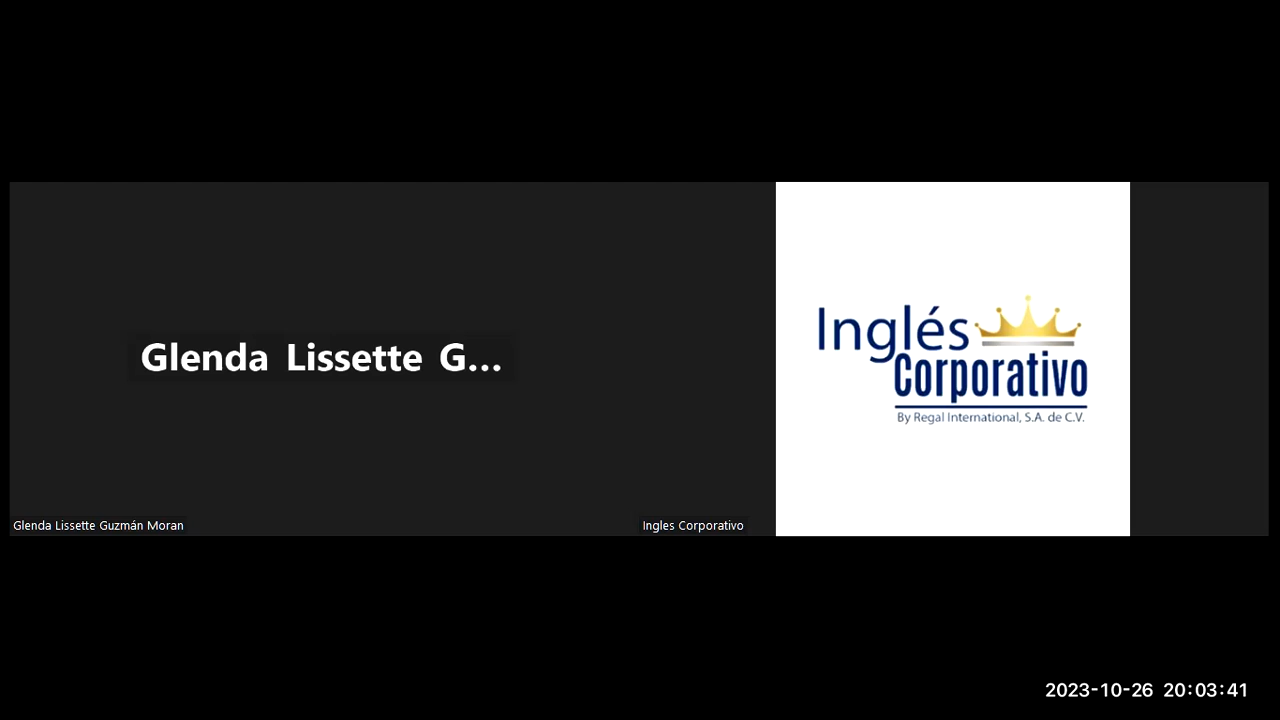 Glenda Lissette G...
Glenda Lissette Guzmán Moran
Ingles Corporativo
Inglés
Corporativo
By Regal International, S.A. de C.V.
2023-10-26 20:03:41